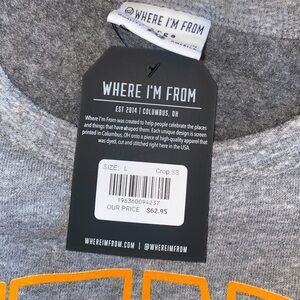 WHERE I'M FROM
WHERE I'M FROM
EST 2014 | COLUMBUS, OH
Where I'm From was created to help people celebrate the places
and things that have shaped them. Each unique design is screen
printed in Columbus, OH onto a piece of high-quality apparel that
was dyed, cut and stitched right here in the USA.
SIZE: L
Crop SS
196360094237
OUR PRICE $62.95
WHEREIMFROM.COM | @WHEREIMFROM